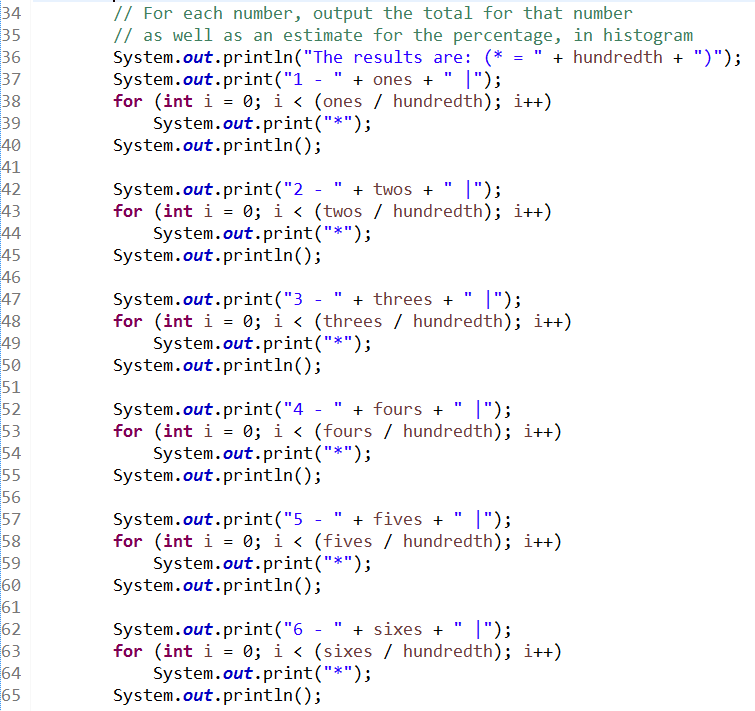 34 // For each number, output the total for that number
35 // as well as an estimate for the percentage, in histogram
36 System.out.println("The results are: (* = " + hundredth + ")");
37 System.out.print("1 - " + ones + " |");
38 for (int i = 0; i < (ones / hundredth); i++)
39 System.out.print("*");
40 System.out.println();
41
42 System.out.print("2 - " + twos + " |");
43 for (int i = 0; i < (twos / hundredth); i++)
44 System.out.print("*");
45 System.out.println();
46
47 System.out.print("3 - " + threes + " |");
48 for (int i = 0; i < (threes / hundredth); i++)
49 System.out.print("*");
50 System.out.println();
51
52 System.out.print("4 - " + fours + " |");
53 for (int i = 0; i < (fours / hundredth); i++)
54 System.out.print("*");
55 System.out.println();
56
57 System.out.print("5 - " + fives + " |");
58 for (int i = 0; i < (fives / hundredth); i++)
59 System.out.print("*");
60 System.out.println();
61
62 System.out.print("6 - " + sixes + " |");
63 for (int i = 0; i < (sixes / hundredth); i++)
64 System.out.print("*");
65 System.out.println();